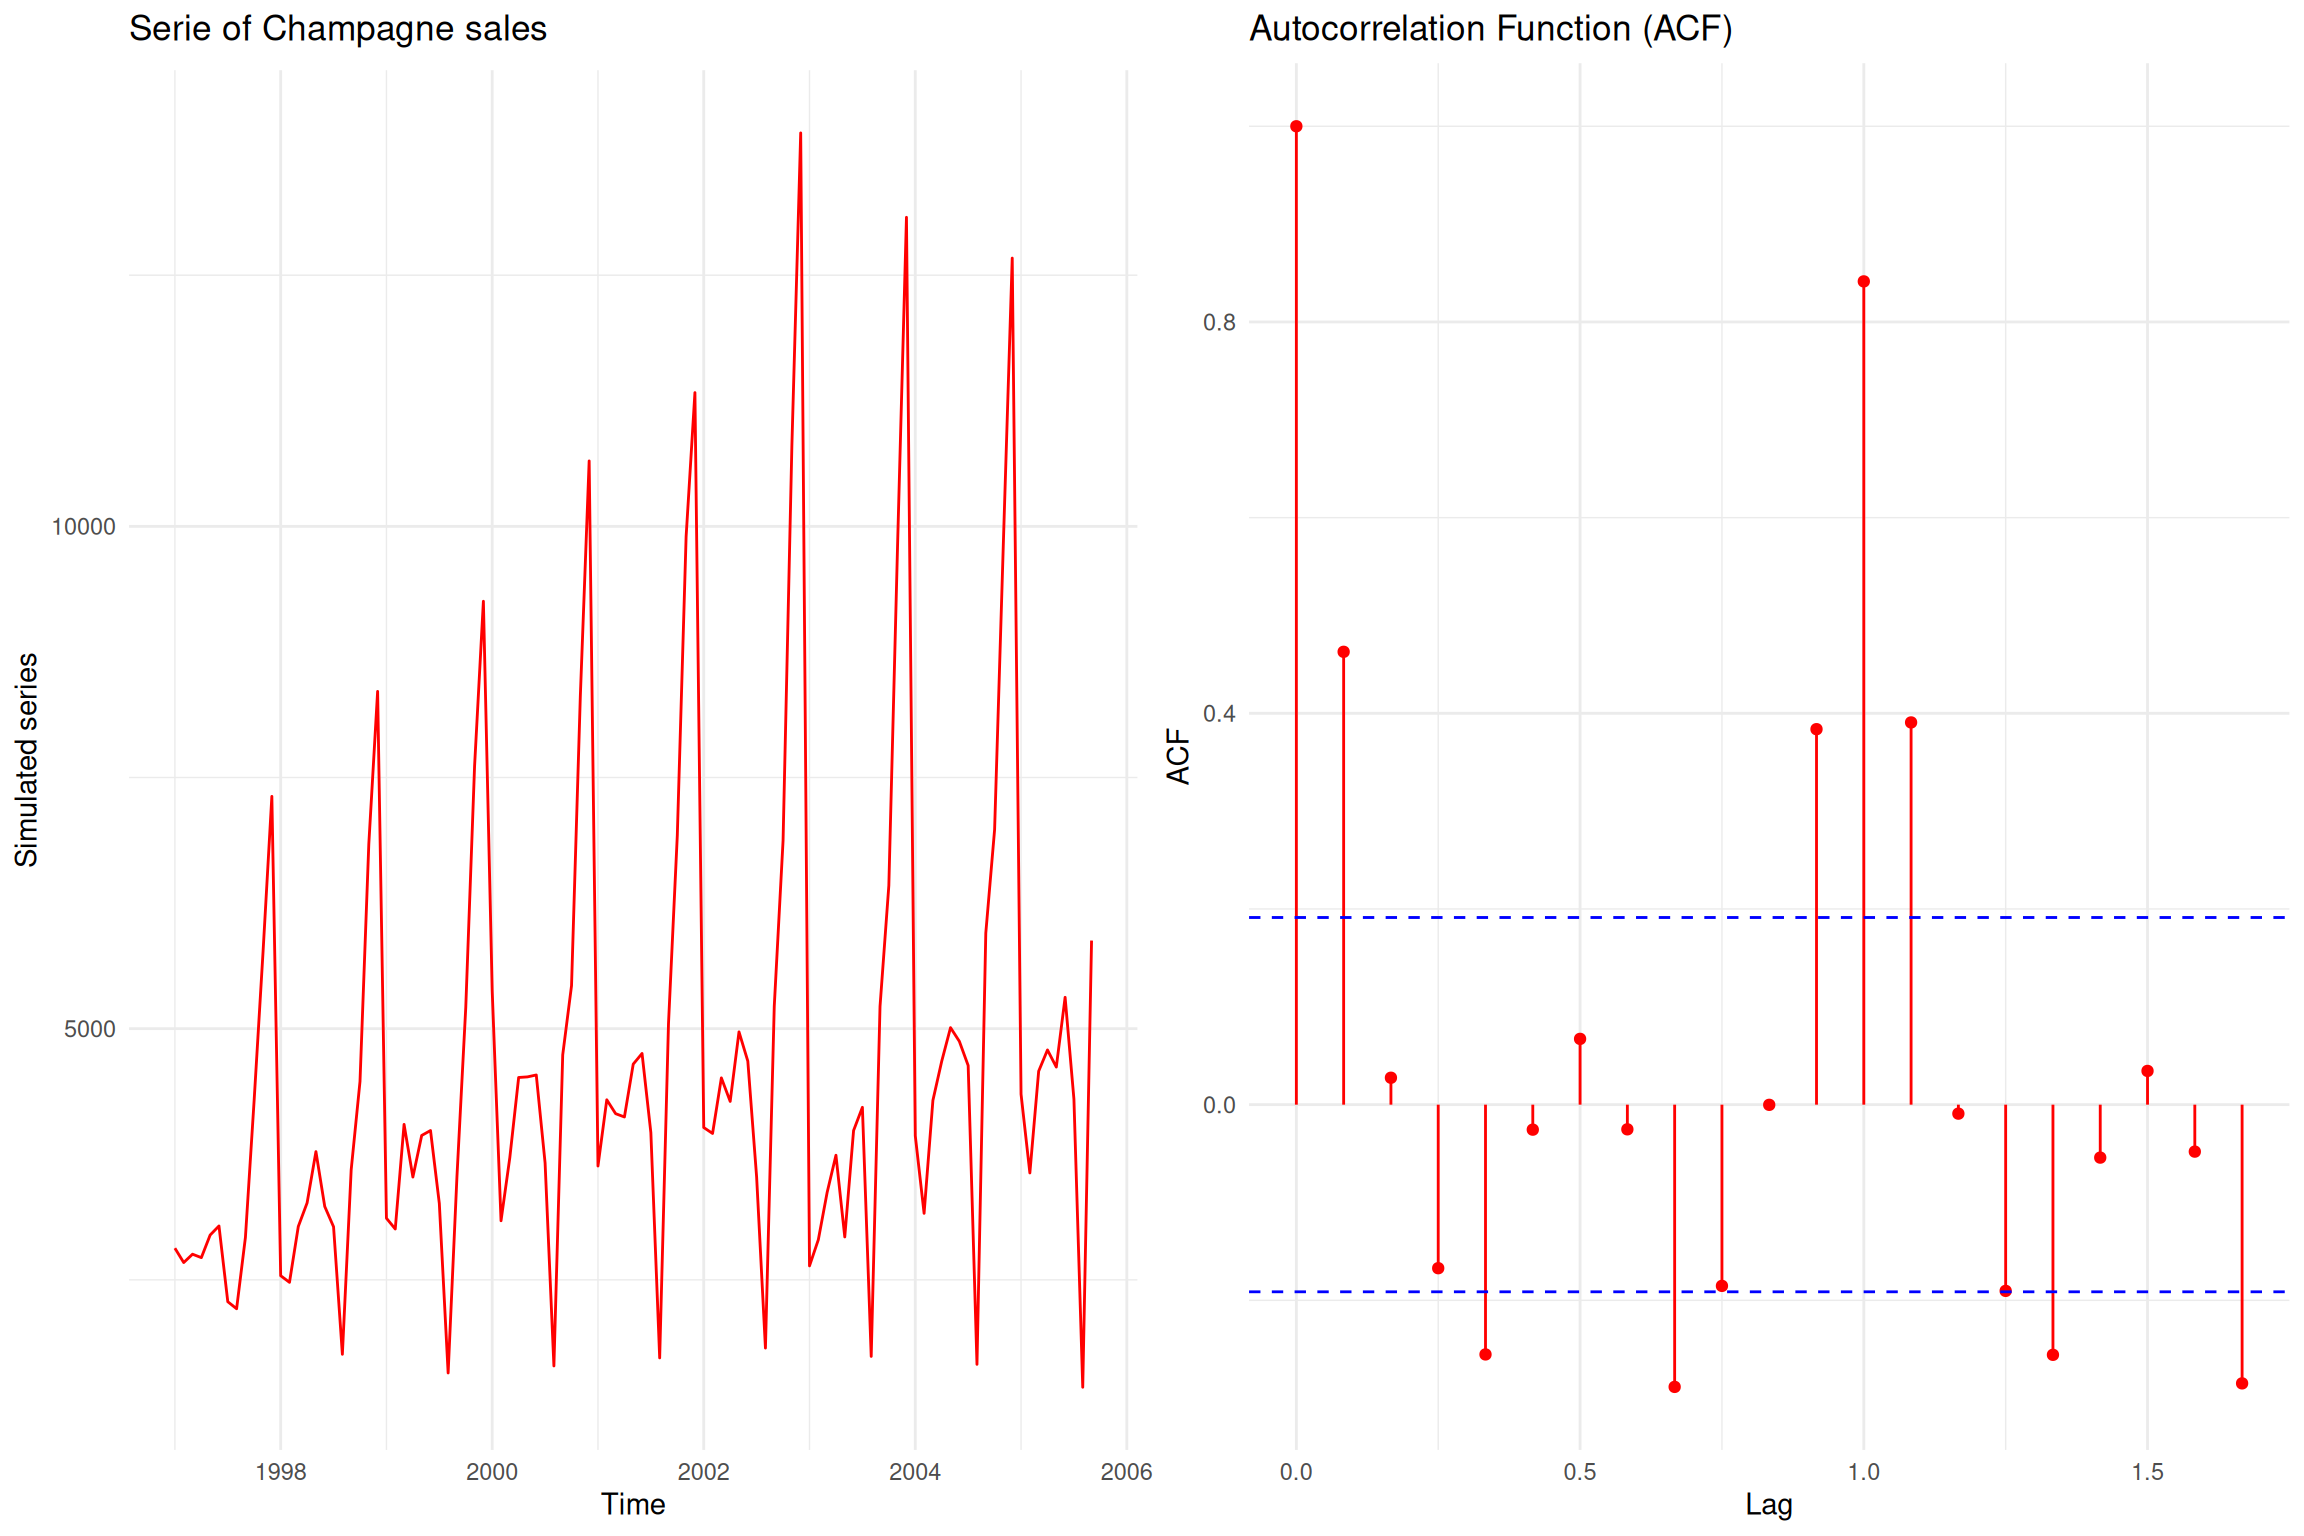 Serie of Champagne sales
Simulated series
10000
5000
1998 2000 2002 2004 2006
Time
Autocorrelation Function (ACF)
ACF
0.8
0.4
0.0
0.0 0.5 1.0 1.5
Lag